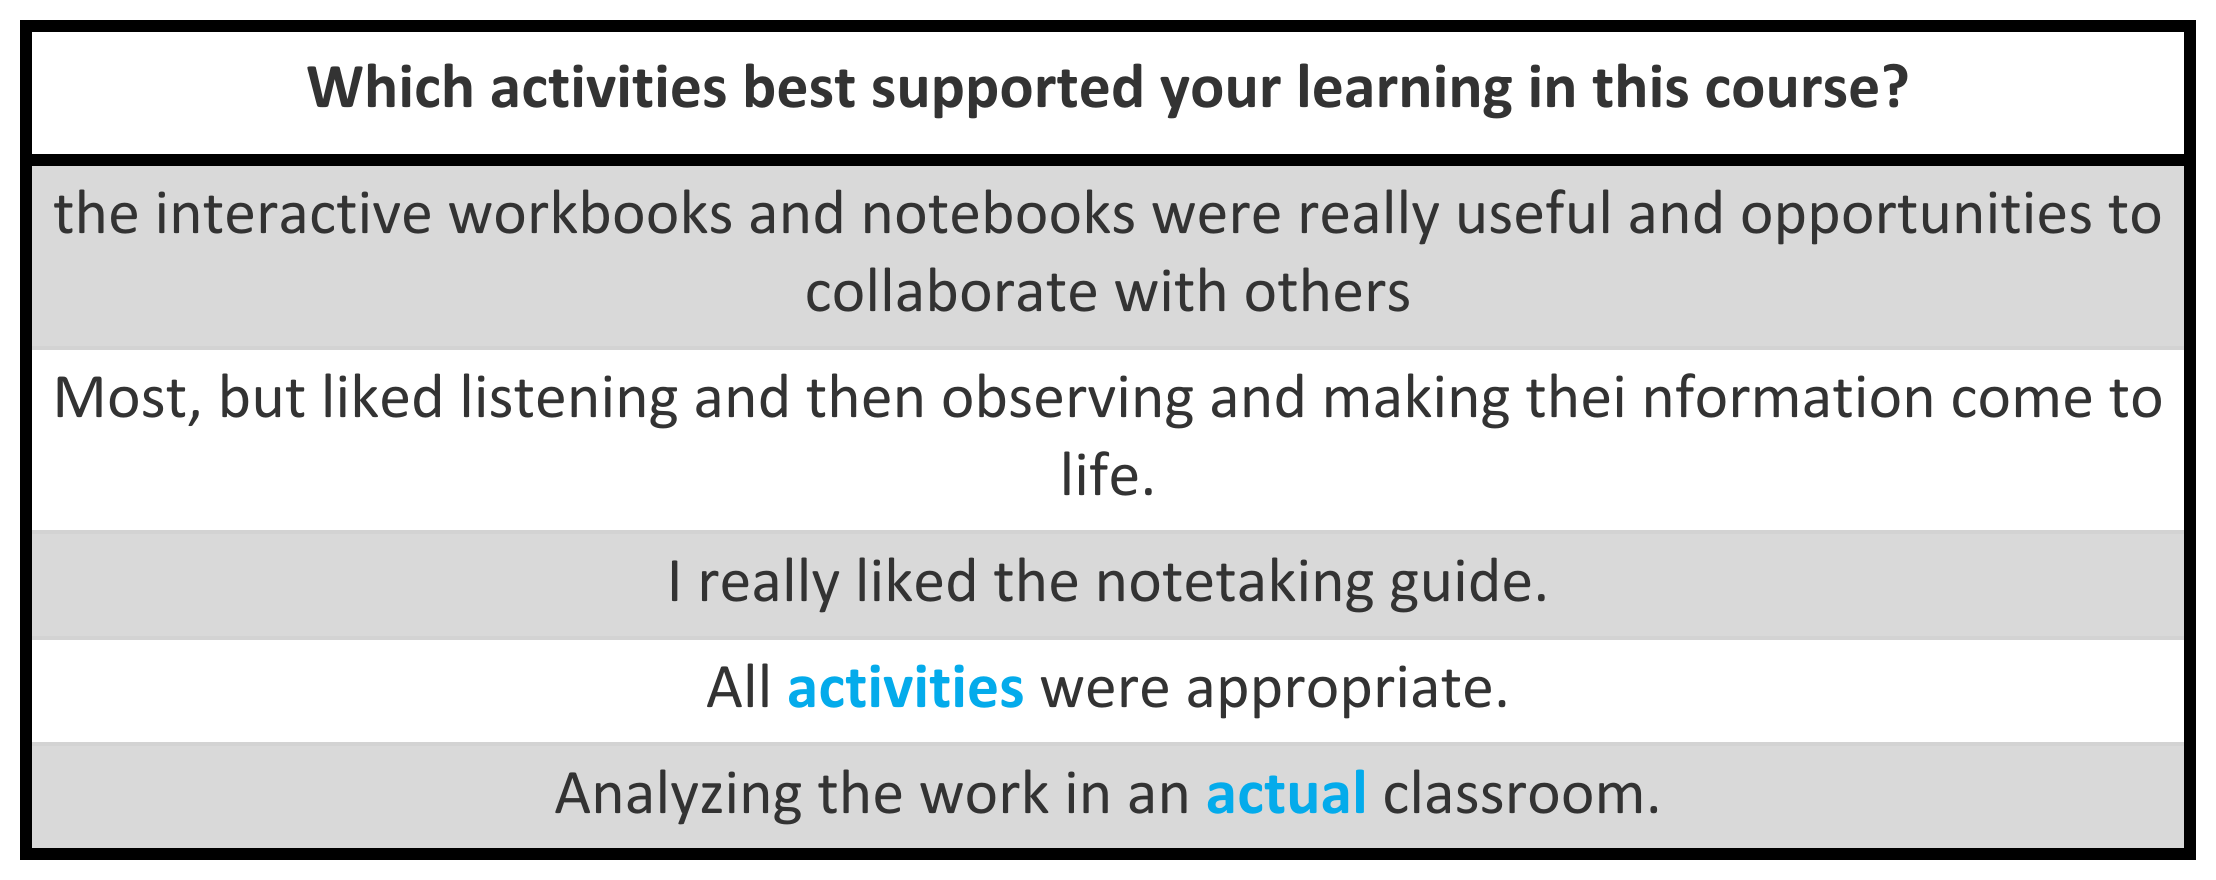 Which activities best supported your learning in this course?
the interactive workbooks and notebooks were really useful and opportunities to
collaborate with others
Most, but liked listening and then observing and making thei nformation come to
life.
I really liked the notetaking guide.
All activities were appropriate.
Analyzing the work in an actual classroom.